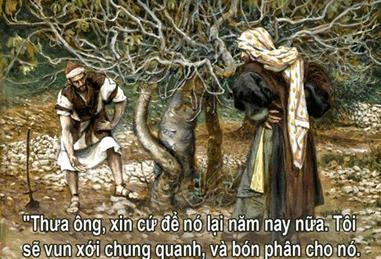 "Thưa ông, xin cứ để nó lại năm nay nữa. Tôi
sẽ vun xới chung quanh, và bón phân cho nó.